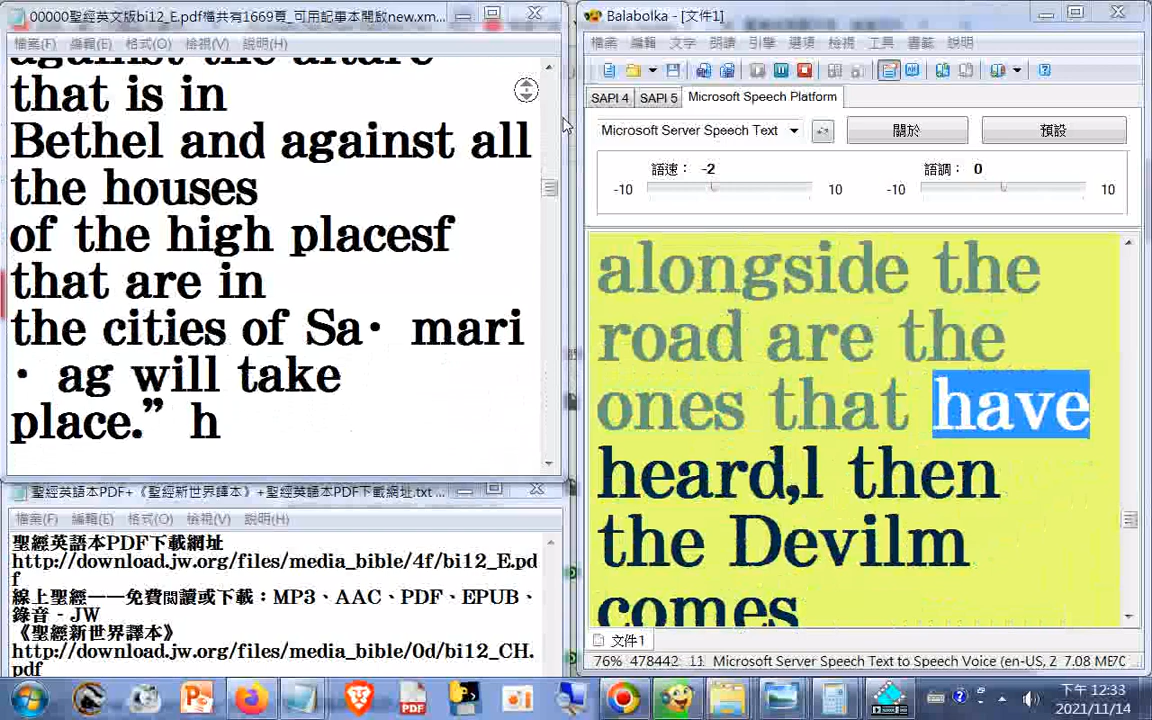 00000聖經英文版bi12_E.pdf檔共有1669頁_可用記事本開啟new.xm...
檔案(F) 編輯(E) 格式(O) 檢視(V) 說明(H)
against the altare
that is in
Bethel and against all
the houses
of the high placesf
that are in
the cities of Sa· mari
· ag will take
place.” h
聖經英語本PDF+《聖經新世界譯本》+聖經英語本PDF下載網址.txt ...
檔案(F) 編輯(E) 格式(O) 檢視(V) 說明(H)
聖經英語本PDF下載網址
http://download.jw.org/files/media_bible/4f/bi12_E.pd
f
線上聖經——免費閱讀或下載：MP3、AAC、PDF、EPUB、
錄音 - JW
《聖經新世界譯本》
http://download.jw.org/files/media_bible/0d/bi12_CH.
pdf
Balabolka - [文件1]
檔案 編輯 文字 朗讀 引擎 選項 檢視 工具 書籤 說明
SAPI 4 SAPI 5 Microsoft Speech Platform
Microsoft Server Speech Text 關於 預設
語速： -2 語調： 0
-10 10 -10 10
alongside the
road are the
ones that have
heard,l then
the Devilm
comes
文件1
76% 478442: 11 Microsoft Server Speech Text to Speech Voice (en-US, Z 7.08 ME
PDF
下午 12:33
2021/11/14